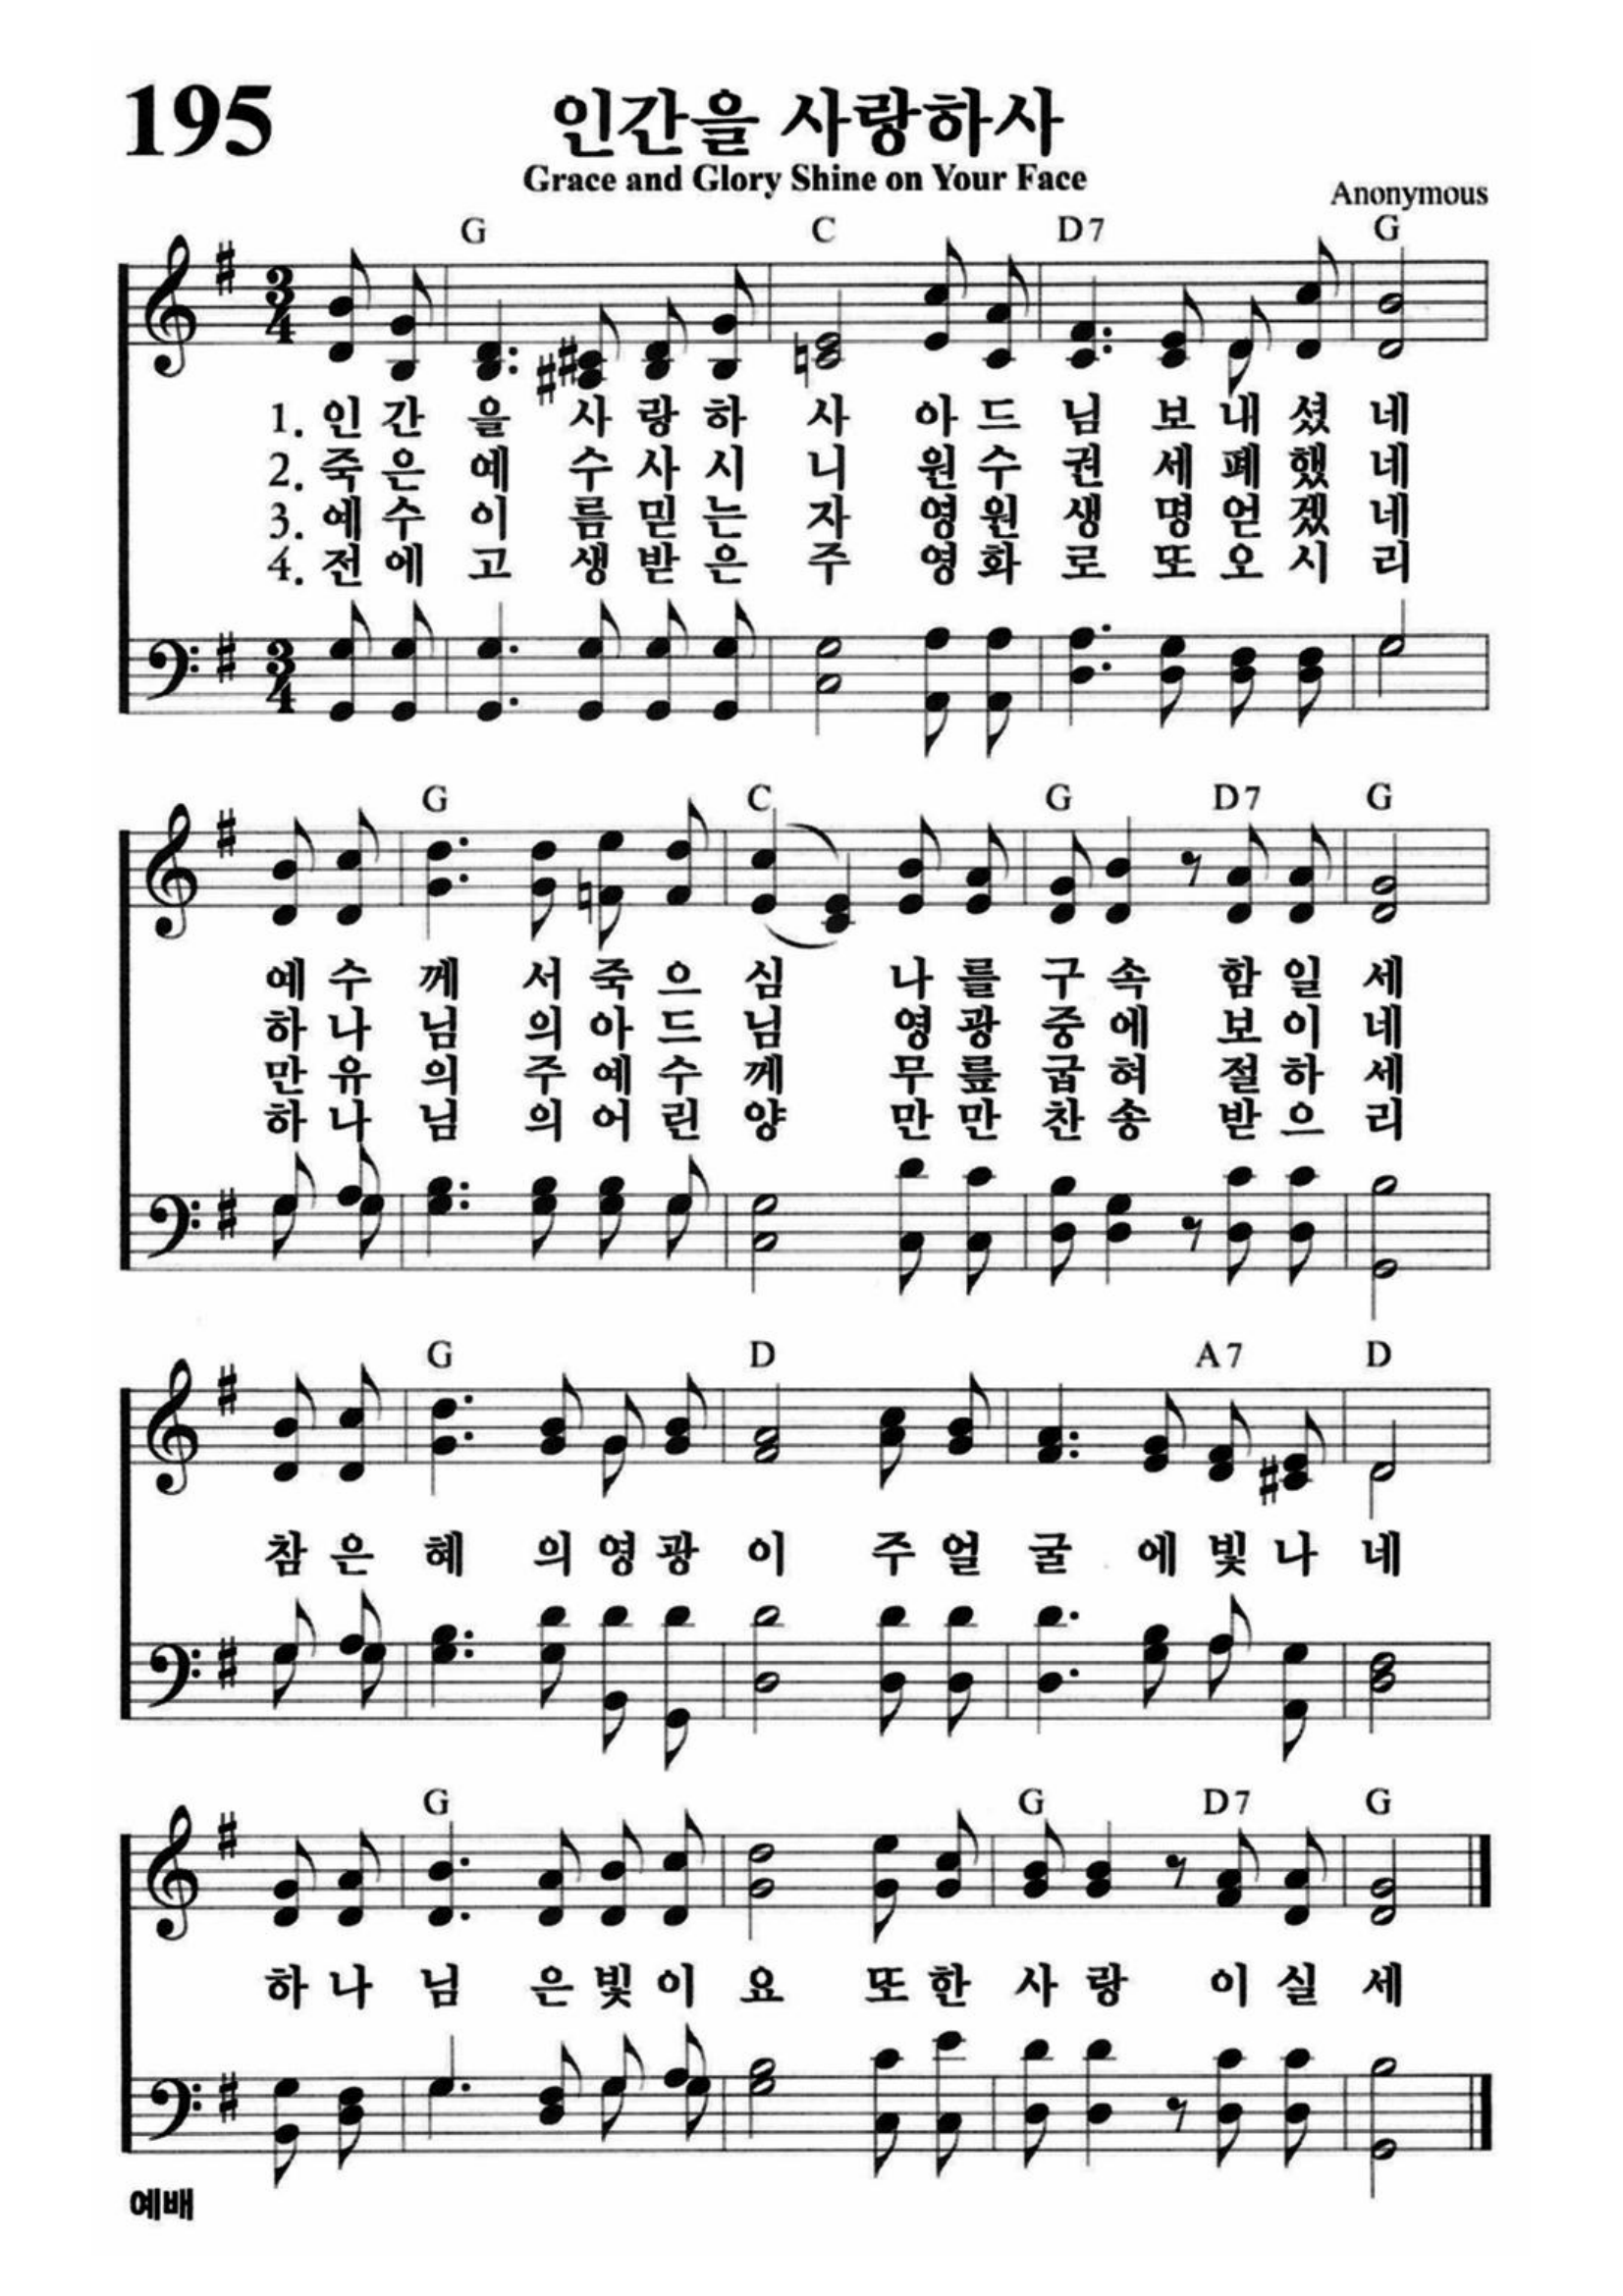 195
인간을 사랑하사
Grace and Glory Shine on Your Face
Anonymous
G C D7 G
1. 인 간 을 사 랑 하 사 아 드 님 보 내 셨 네
2. 죽 은 예 수 사 시 니 원 수 권 세 폐 했 네
3. 예 수 이 름 믿 는 자 영 원 생 명 얻 겠 네
4. 전 에 고 생 받 은 주 영 화 로 또 오 시 리
G C G D7 G
예 수 께 서 죽 으 심 나 를 구 속 함 일 세
하 나 님 의 아 드 님 영 광 중 에 보 이 네
만 유 의 주 예 수 께 무 릎 굽 혀 절 하 세
하 나 님 의 어 린 양 만 만 찬 송 받 으 리
G D A7 D
참 은 혜 의 영 광 이 주 얼 굴 에 빛 나 네
G G D7 G
하 나 님 은 빛 이 요 또 한 사 랑 이 실 세
예배